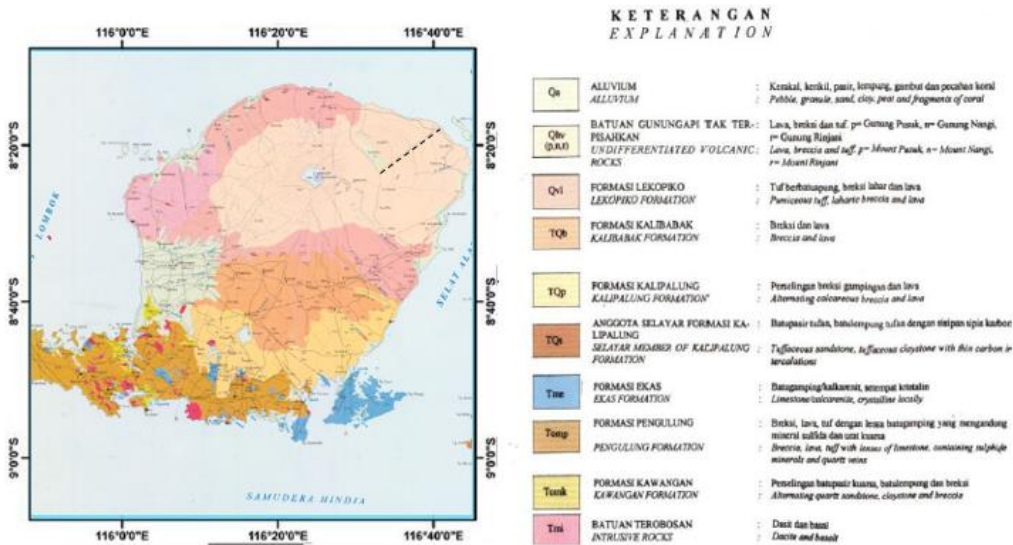 KETERANGAN
EXPLANATION
116°0'0"E 116°20'0"E 116°40'0"E
8°20'0"S
8°40'0"S
9°0'0"S
8°20'0"S
8°40'0"S
9°0'0"S
LOMBOK
SELAT ALA
SAMUDERA HINDIA
116°0'0"E 116°20'0"E 116°40'0"E
Qa ALUVIUM : Kerakal, kerikil, pasir, lempung, gambut dan pecahan koral
ALLUVIUM : Pebble, granule, sand, clay, peat and fragments of coral
Qhv (p,n,r) BATUAN GUNUNGAPI TAK TER- : Lava, breksi dan tuf. p= Gunung Pusuk, n= Gunung Nangi,
PISAHKAN r= Gunung Rinjani
UNDIFFERENTIATED VOLCANIC : Lava, breccia and tuff. p= Mount Pusuk, n= Mount Nangi,
ROCKS r= Mount Rinjani
Qvl FORMASI LEKOPIKO : Tuf berbatuapung, breksi lahar dan lava
LEKOPIKO FORMATION : Pumiceous tuff, laharic breccia and lava
TQb FORMASI KALIBABAK : Breksi dan lava
KALIBABAK FORMATION : Breccia and lava
TQp FORMASI KALIPALUNG : Perselingan breksi gampingan dan lava
KALIPALUNG FORMATION : Alternating calcareous breccia and lava
TQs ANGGOTA SELAYAR FORMASI KA- : Batupasir tufan, batulempung tufan dengan sisipan tipis karbon
LIPALUNG
SELAYAR MEMBER OF KALIPALUNG : Tuffaceous sandstone, tuffaceous claystone with thin carbon in
FORMATION tercalations
Tme FORMASI EKAS : Batugamping/kalkarenit, setempat kristalin
EKAS FORMATION : Limestone/calcarenite, crystalline locally
Tomp FORMASI PENGULUNG : Breksi, lava, tuf dengan lensa batugamping yang mengandung
mineral sulfida dan urat kuarsa
PENGULUNG FORMATION : Breccia, lava, tuff with lenses of limestone, containing sulphide
minerals and quartz veins
Tomk FORMASI KAWANGAN : Perselingan batupasir kuarsa, batulempung dan breksi
KAWANGAN FORMATION : Alternating quartz sandstone, claystone and breccia
Tmi BATUAN TEROBOSAN : Dasit dan basal
INTRUSIVE ROCKS : Dacite and basalt